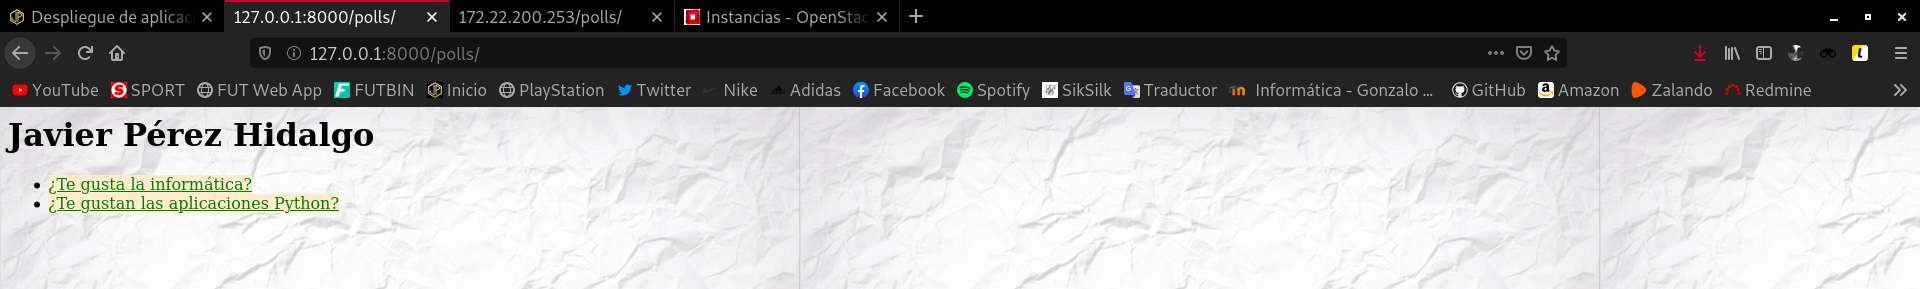 Despliegue de aplicac
127.0.0.1:8000/polls/
172.22.200.253/polls/
Instancias - OpenStac
127.0.0.1:8000/polls/
YouTube SPORT FUT Web App FUTBIN Inicio PlayStation Twitter Nike Adidas Facebook Spotify SikSilk Traductor Informática - Gonzalo ... GitHub Amazon Zalando Redmine
Javier Pérez Hidalgo
¿Te gusta la informática?
¿Te gustan las aplicaciones Python?